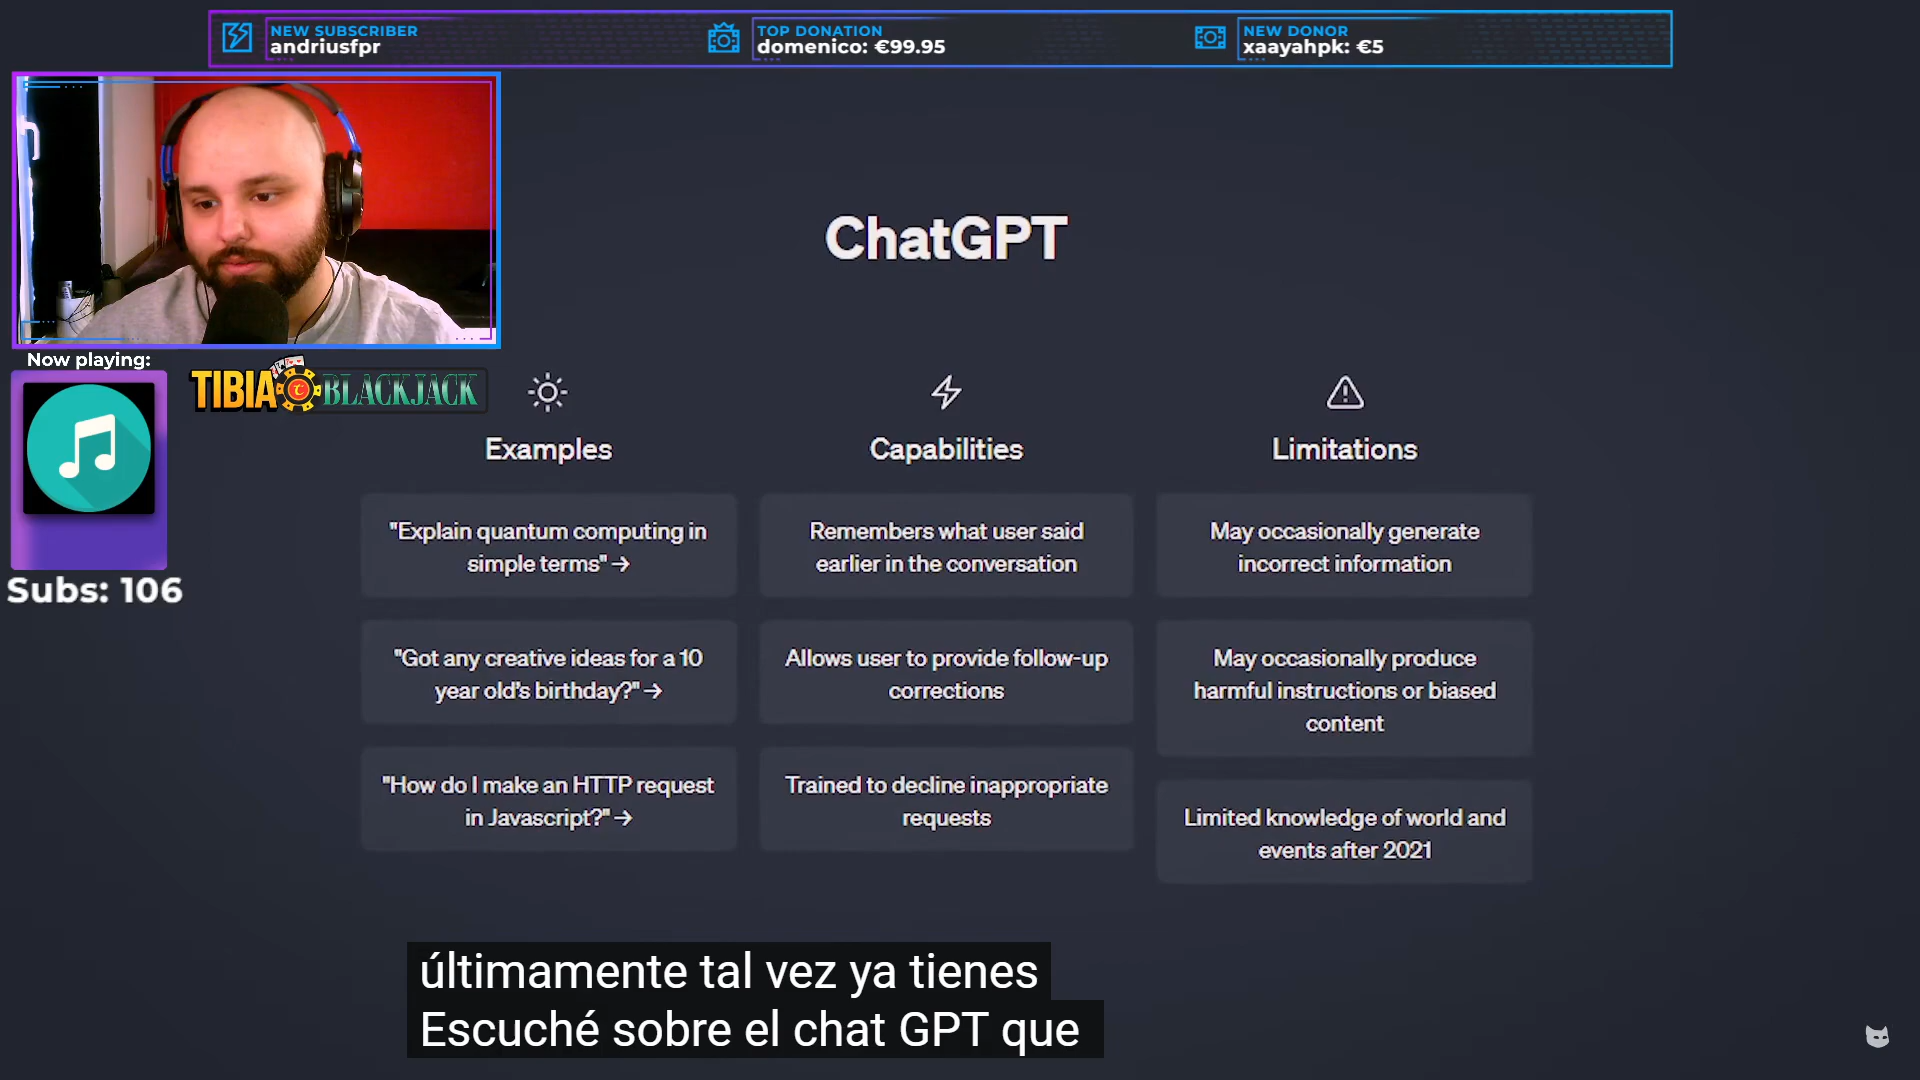 NEW SUBSCRIBER
andriusfpr
TOP DONATION
domenico: €99.95
NEW DONOR
xaayahpk: €5
Now playing:
TIBIA BLACKJACK
Subs: 106
ChatGPT
Examples
"Explain quantum computing in
simple terms" →
"Got any creative ideas for a 10
year old's birthday?" →
"How do I make an HTTP request
in Javascript?" →
Capabilities
Remembers what user said
earlier in the conversation
Allows user to provide follow-up
corrections
Trained to decline inappropriate
requests
Limitations
May occasionally generate
incorrect information
May occasionally produce
harmful instructions or biased
content
Limited knowledge of world and
events after 2021
últimamente tal vez ya tienes
Escuché sobre el chat GPT que